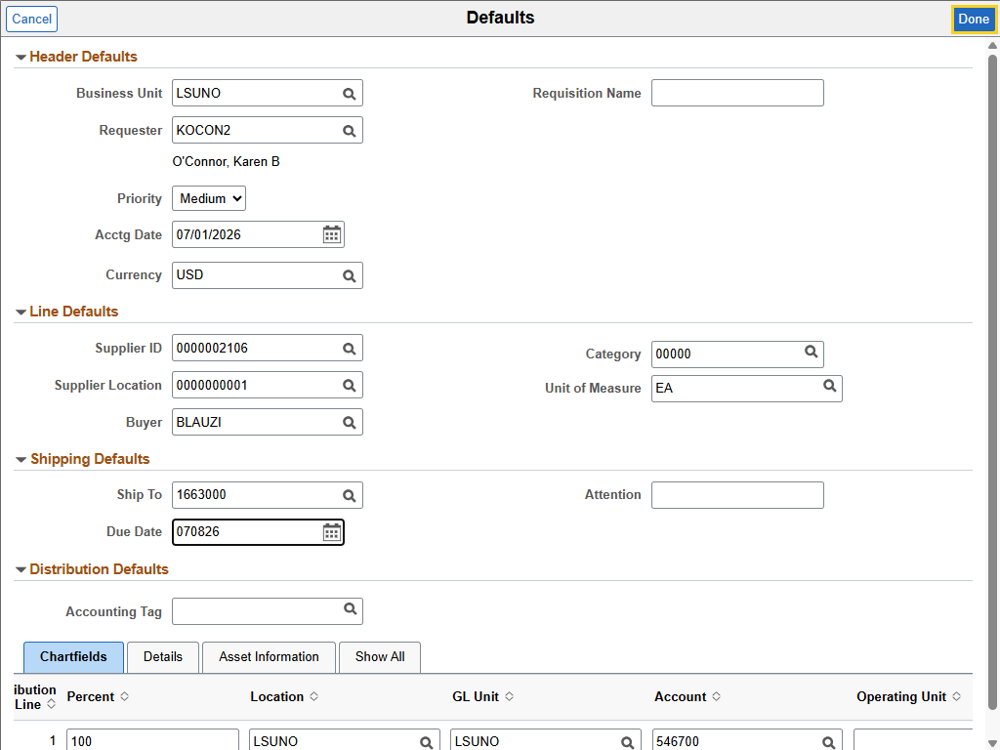 Cancel
Defaults
Done
Header Defaults
Business Unit LSUNO
Requisition Name
Requester KOCON2
O'Connor, Karen B
Priority Medium
Acctg Date 07/01/2026
Currency USD
Line Defaults
Supplier ID 0000002106
Category 00000
Supplier Location 0000000001
Unit of Measure EA
Buyer BLAUZI
Shipping Defaults
Ship To 1663000
Attention
Due Date 070826
Distribution Defaults
Accounting Tag
Chartfields Details Asset Information Show All
ibution
Line Percent Location GL Unit Account Operating Unit
1 100 LSUNO LSUNO 546700